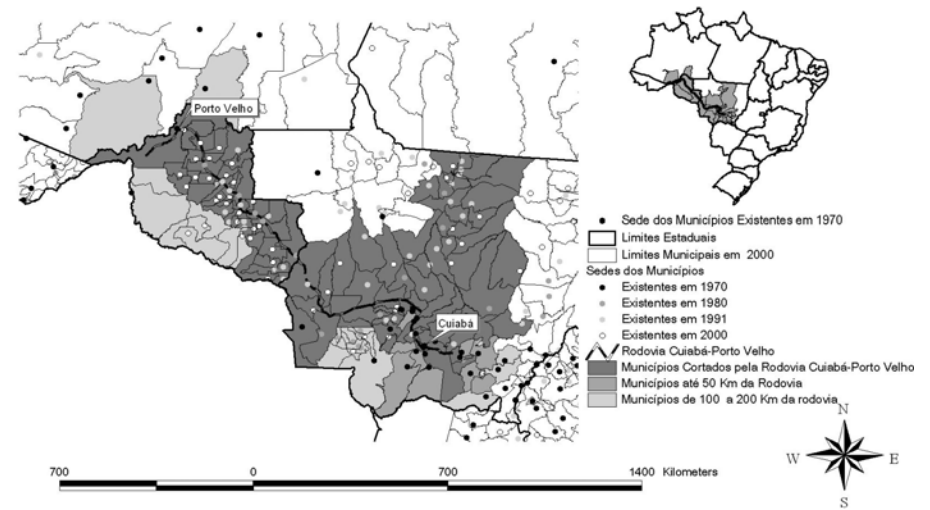 Porto Velho
Cuiabá
Sede dos Municípios Existentes em 1970
Limites Estaduais
Limites Municipais em 2000
Sedes dos Municípios
Existentes em 1970
Existentes em 1980
Existentes em 1991
Existentes em 2000
Rodovia Cuiabá-Porto Velho
Municípios Cortados pela Rodovia Cuiabá-Porto Velho
Municípios até 50 Km da Rodovia
Municípios de 100 a 200 Km da rodovia
N
W E
S
700 0 700 1400 Kilometers